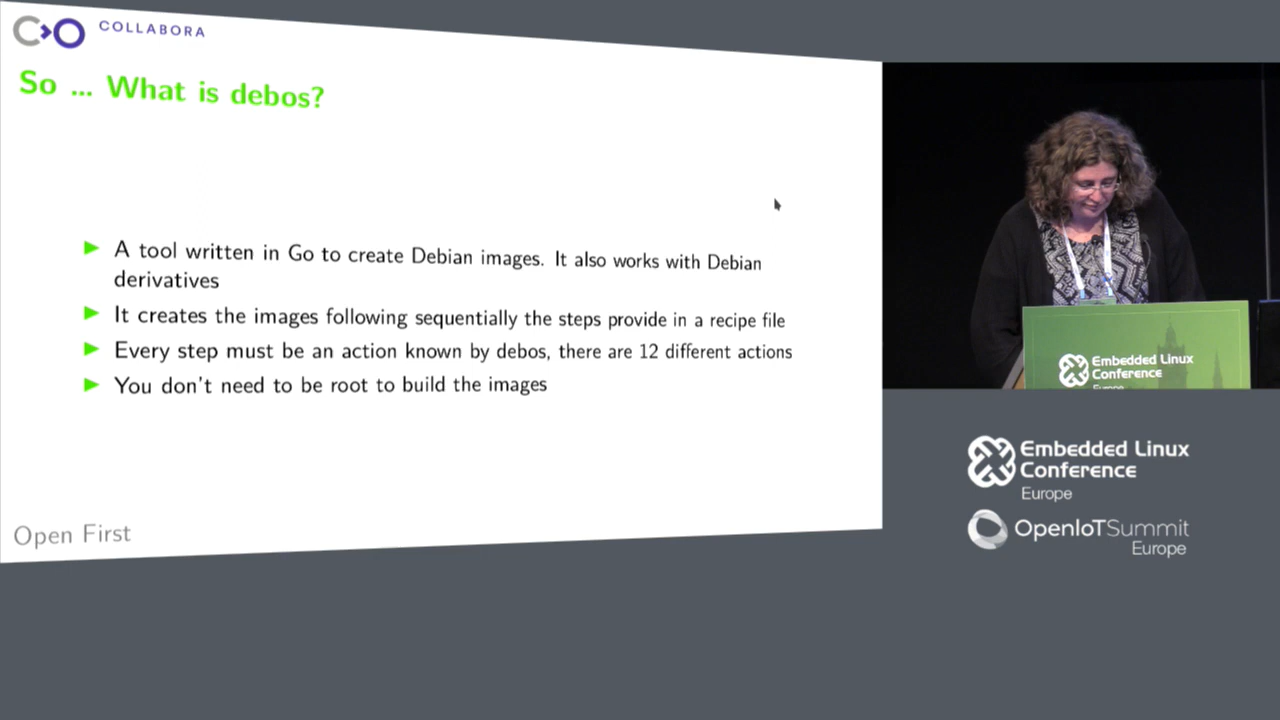 COLLABORA
So ... What is debos?
A tool written in Go to create Debian images. It also works with Debian
derivatives
It creates the images following sequentially the steps provide in a recipe file
Every step must be an action known by debos, there are 12 different actions
You don't need to be root to build the images
Open First
Embedded Linux
Conference
Europe
Embedded Linux
Conference
Europe
OpenIoTSummit
Europe